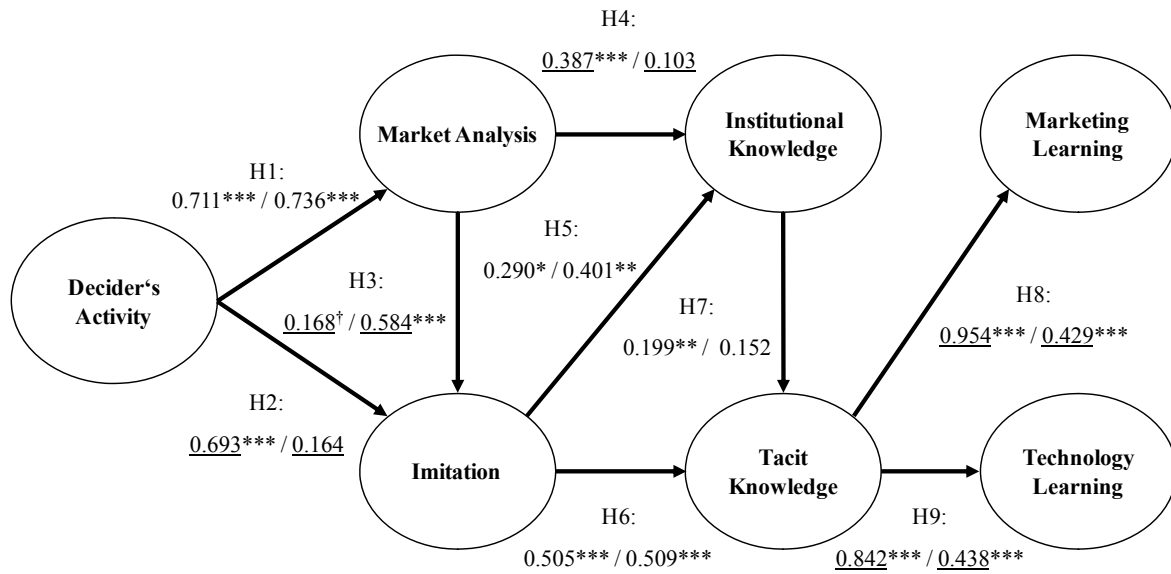 H4:
0.387*** / 0.103
Market Analysis
Institutional
Knowledge
Marketing
Learning
H1:
0.711*** / 0.736***
H5:
0.290* / 0.401**
Decider‘s
Activity
H3:
0.168† / 0.584***
H7:
0.199** / 0.152
H8:
0.954*** / 0.429***
H2:
0.693*** / 0.164
Imitation
Tacit
Knowledge
Technology
Learning
H6:
0.505*** / 0.509***
H9:
0.842*** / 0.438***